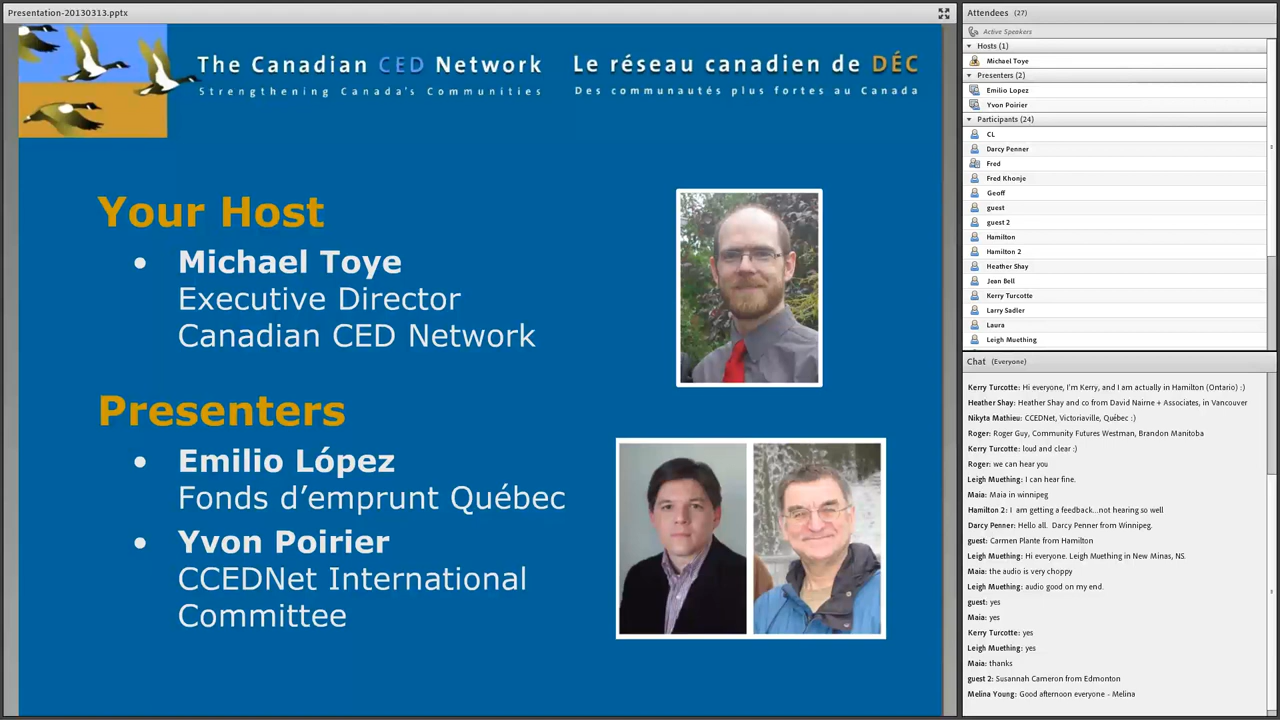 Presentation-20130313.pptx
The Canadian CED Network
Strengthening Canada's Communities
Le réseau canadien de DÉC
Des communautés plus fortes au Canada
Your Host
• Michael Toye
Executive Director
Canadian CED Network
Presenters
• Emilio López
Fonds d'emprunt Québec
• Yvon Poirier
CCEDNet International
Committee
Attendees (27)
Active Speakers
Hosts (1)
Michael Toye
Presenters (2)
Emilio Lopez
Yvon Poirier
Participants (24)
CL
Darcy Penner
Fred
Fred Khonje
Geoff
guest
guest 2
Hamilton
Hamilton 2
Heather Shay
Jean Bell
Kerry Turcotte
Larry Sadler
Laura
Leigh Muething
Chat (Everyone)
Kerry Turcotte: Hi everyone, I'm Kerry, and I am actually in Hamilton (Ontario) :)
Heather Shay: Heather Shay and co from David Nairne + Associates, in Vancouver
Nikyta Mathieu: CCEDNet, Victoriaville, Québec :)
Roger: Roger Guy, Community Futures Westman, Brandon Manitoba
Kerry Turcotte: loud and clear :)
Roger: we can hear you
Leigh Muething: I can hear fine.
Maia: Maia in winnipeg
Hamilton 2: I am getting a feedback...not hearing so well
Darcy Penner: Hello all. Darcy Penner from Winnipeg.
guest: Carmen Plante from Hamilton
Leigh Muething: Hi everyone. Leigh Muething in New Minas, NS.
Maia: the audio is very choppy
Leigh Muething: audio good on my end.
guest: yes
Maia: yes
Kerry Turcotte: yes
Leigh Muething: yes
Maia: thanks
guest 2: Susannah Cameron from Edmonton
Melina Young: Good afternoon everyone - Melina